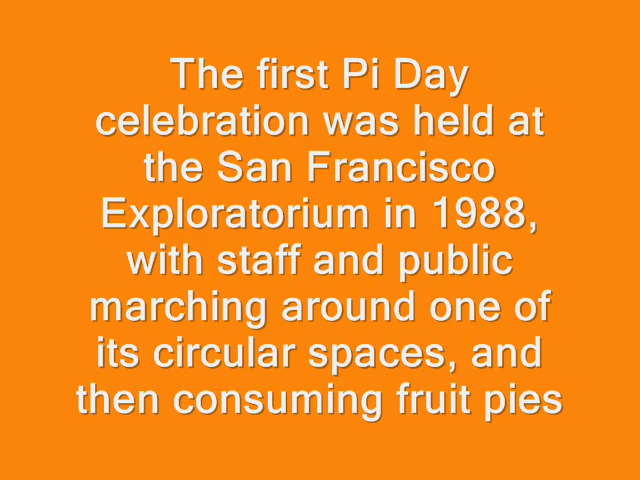 The first Pi Day
celebration was held at
the San Francisco
Exploratorium in 1988,
with staff and public
marching around one of
its circular spaces, and
then consuming fruit pies